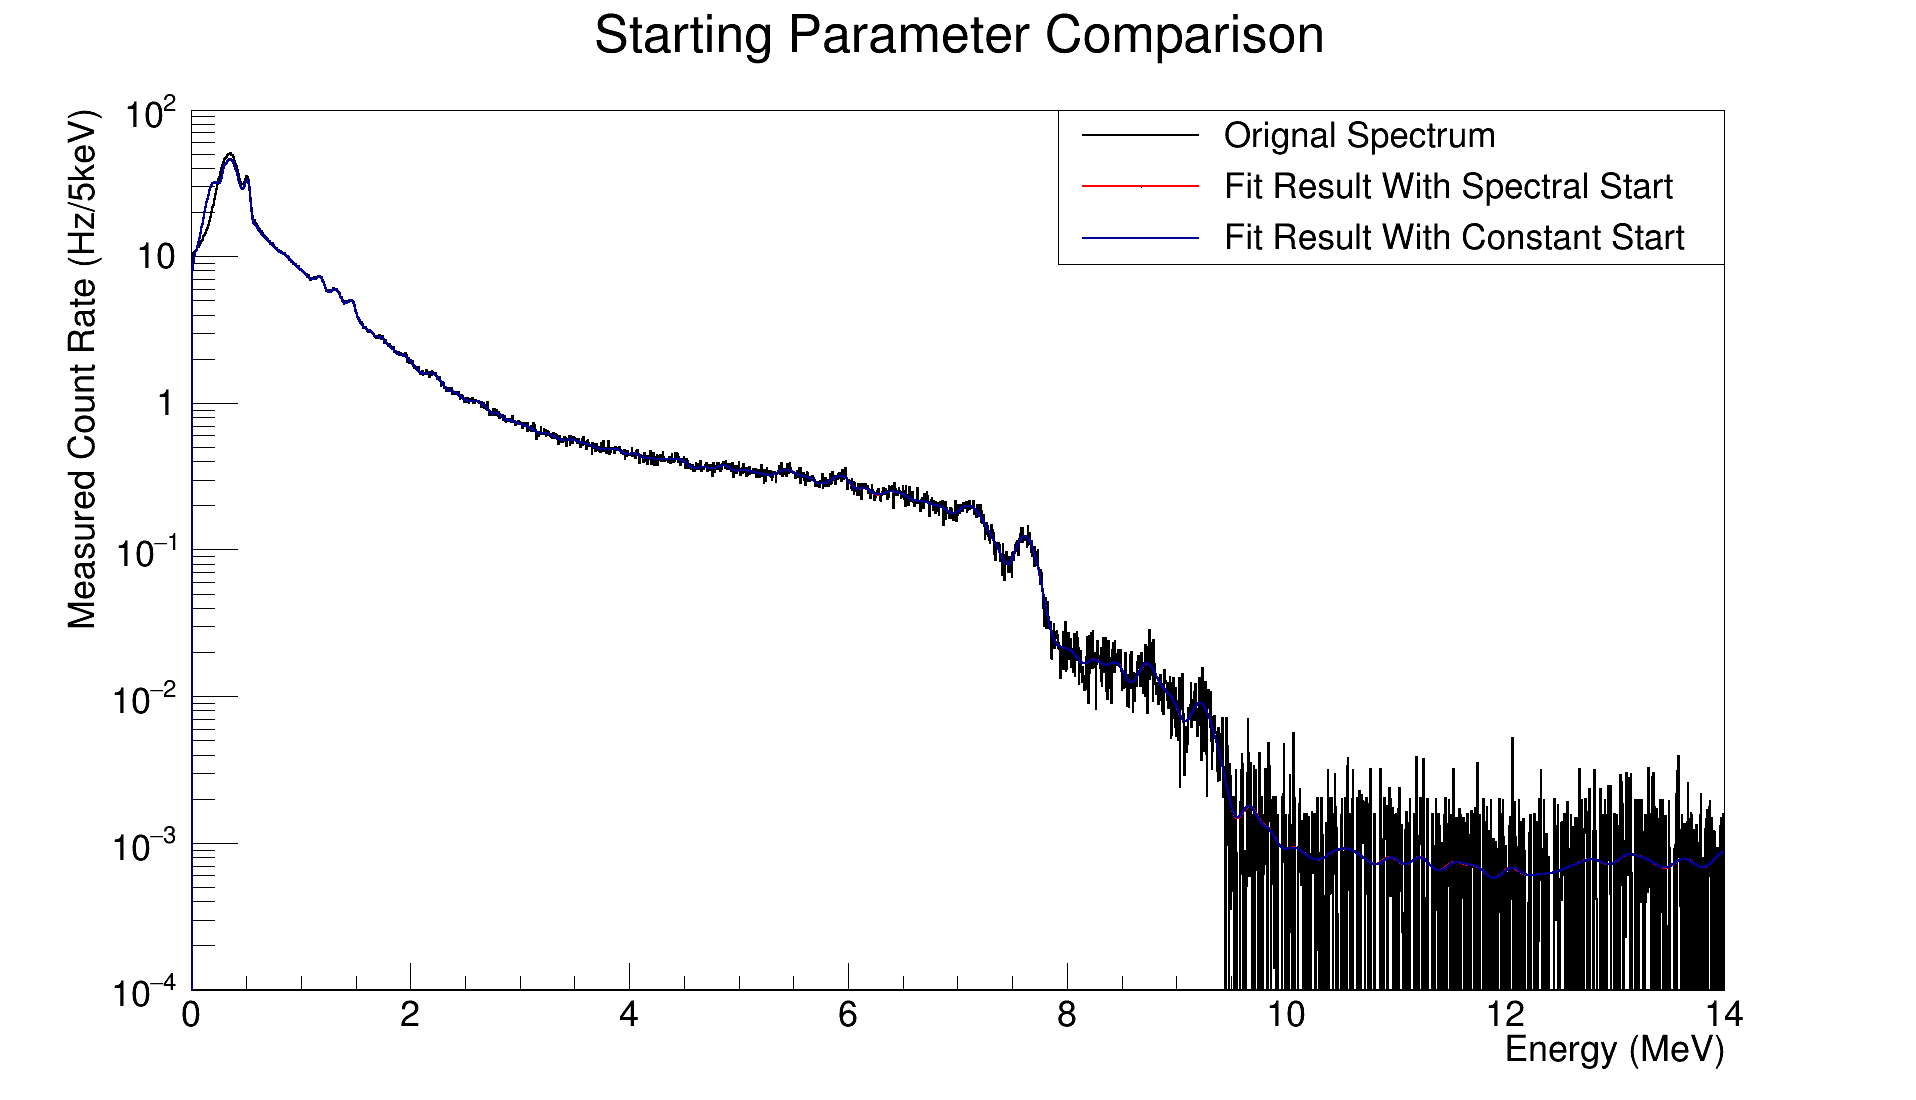 Starting Parameter Comparison
Measured Count Rate (Hz/5keV)
10²
10
1
10⁻¹
10⁻²
10⁻³
10⁻⁴
Orignal Spectrum
Fit Result With Spectral Start
Fit Result With Constant Start
0 2 4 6 8 10 12 14
Energy (MeV)